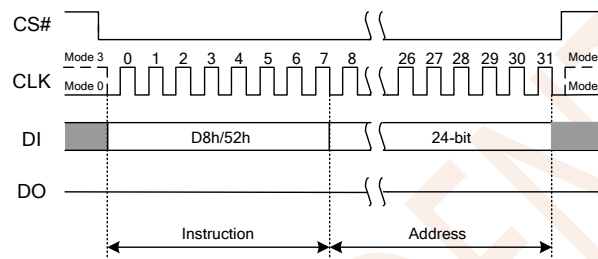 CS#
Mode 3 0 1 2 3 4 5 6 7 8 26 27 28 29 30 31 Mode
CLK
Mode 0 Mode
DI D8h/52h 24-bit
DO
Instruction Address